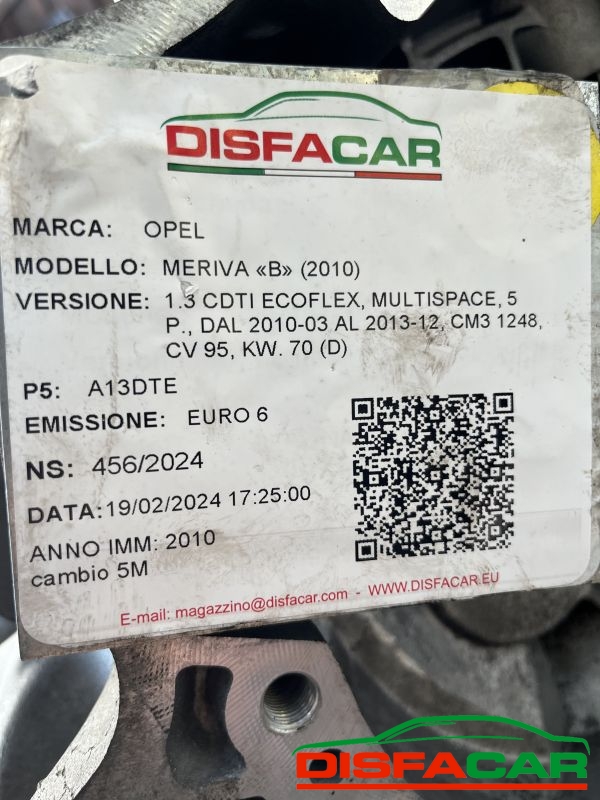 DISFACAR
MARCA: OPEL
MODELLO: MERIVA «B» (2010)
VERSIONE: 1.3 CDTI ECOFLEX, MULTISPACE, 5
P., DAL 2010-03 AL 2013-12, CM3 1248,
CV 95, KW. 70 (D)
P5: A13DTE
EMISSIONE: EURO 6
NS: 456/2024
DATA: 19/02/2024 17:25:00
ANNO IMM: 2010
cambio 5M
E-mail: magazzino@disfacar.com - WWW.DISFACAR.EU
DISFACAR